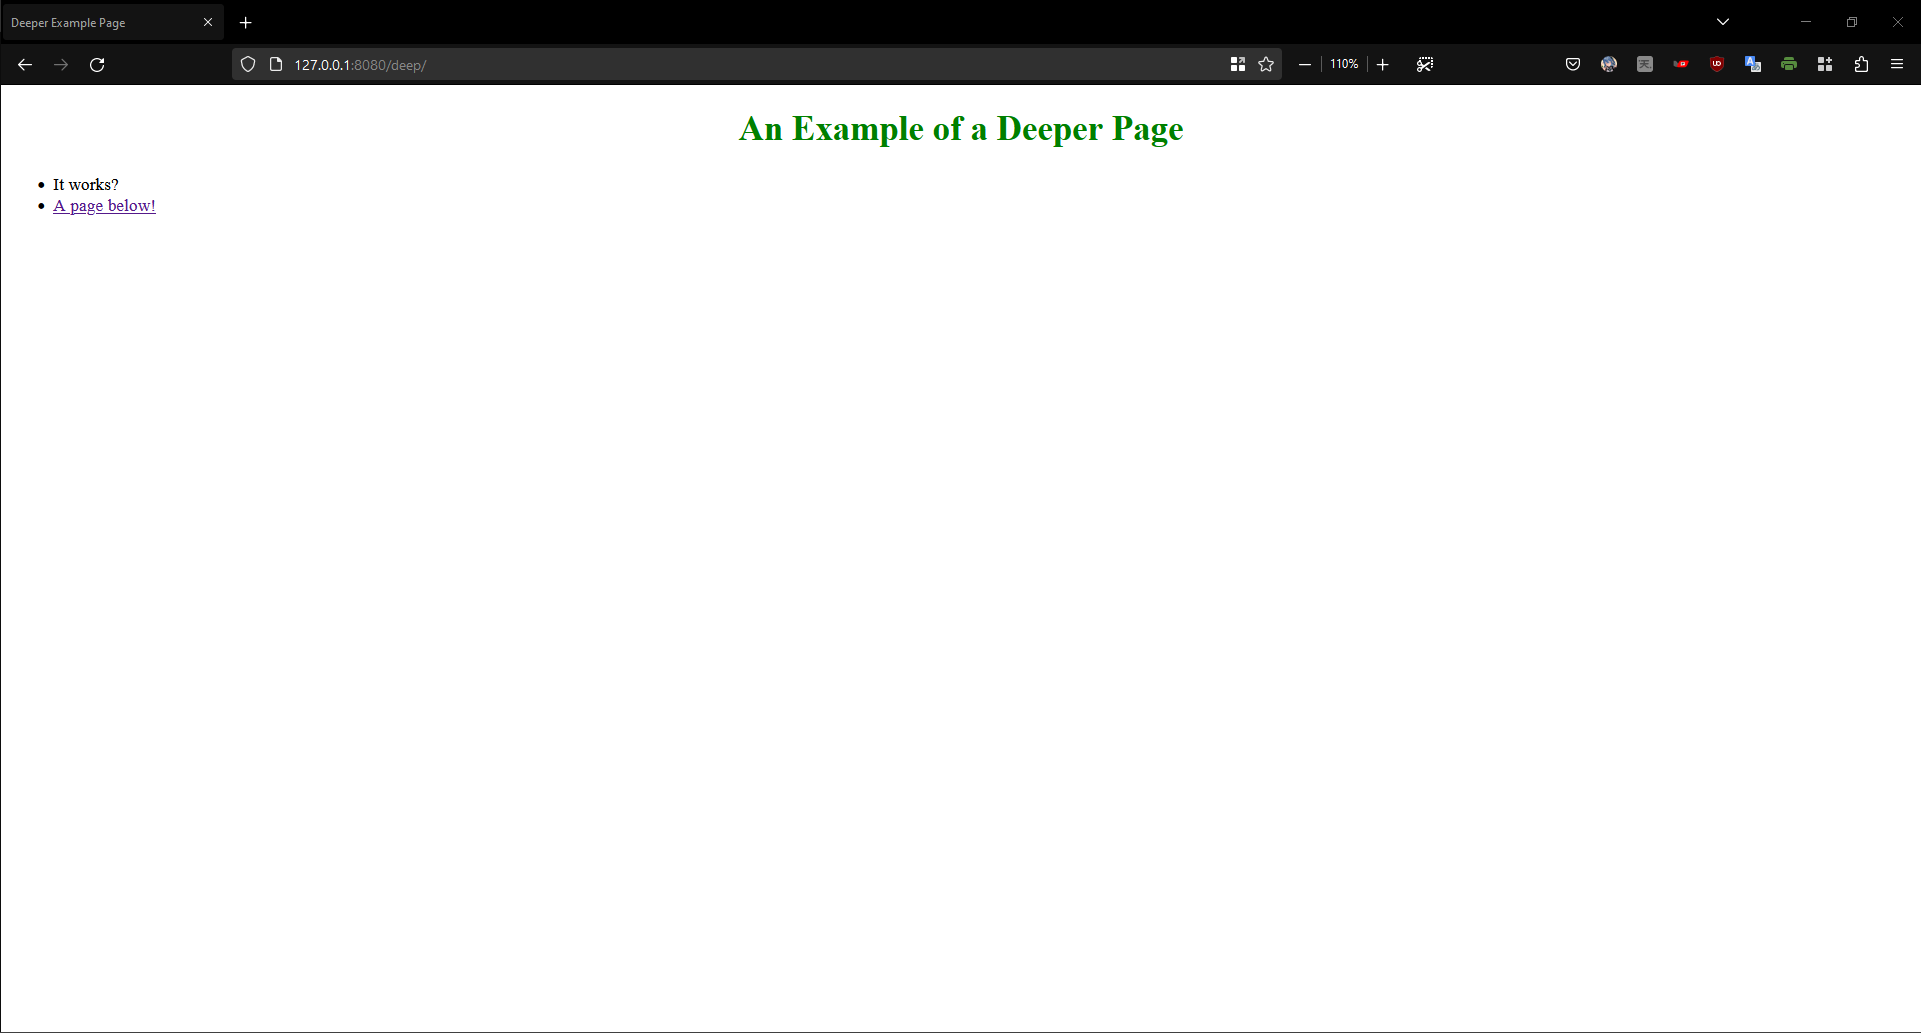 Deeper Example Page
127.0.0.1:8080/deep/
110%
An Example of a Deeper Page
It works?
A page below!